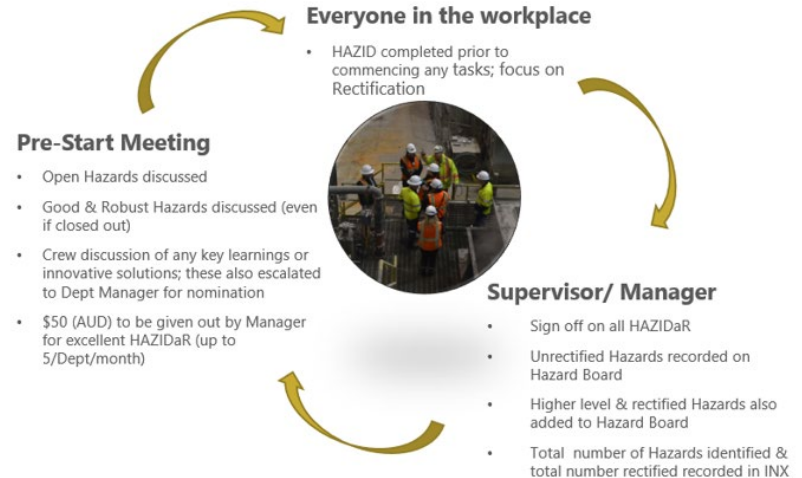 Everyone in the workplace
• HAZID completed prior to
commencing any tasks; focus on
Rectification
Pre-Start Meeting
• Open Hazards discussed
• Good & Robust Hazards discussed (even
if closed out)
• Crew discussion of any key learnings or
innovative solutions; these also escalated
to Dept Manager for nomination
• $50 (AUD) to be given out by Manager
for excellent HAZIDaR (up to
5/Dept/month)
Supervisor/ Manager
• Sign off on all HAZIDaR
• Unrectified Hazards recorded on
Hazard Board
• Higher level & rectified Hazards also
added to Hazard Board
• Total number of Hazards identified &
total number rectified recorded in INX